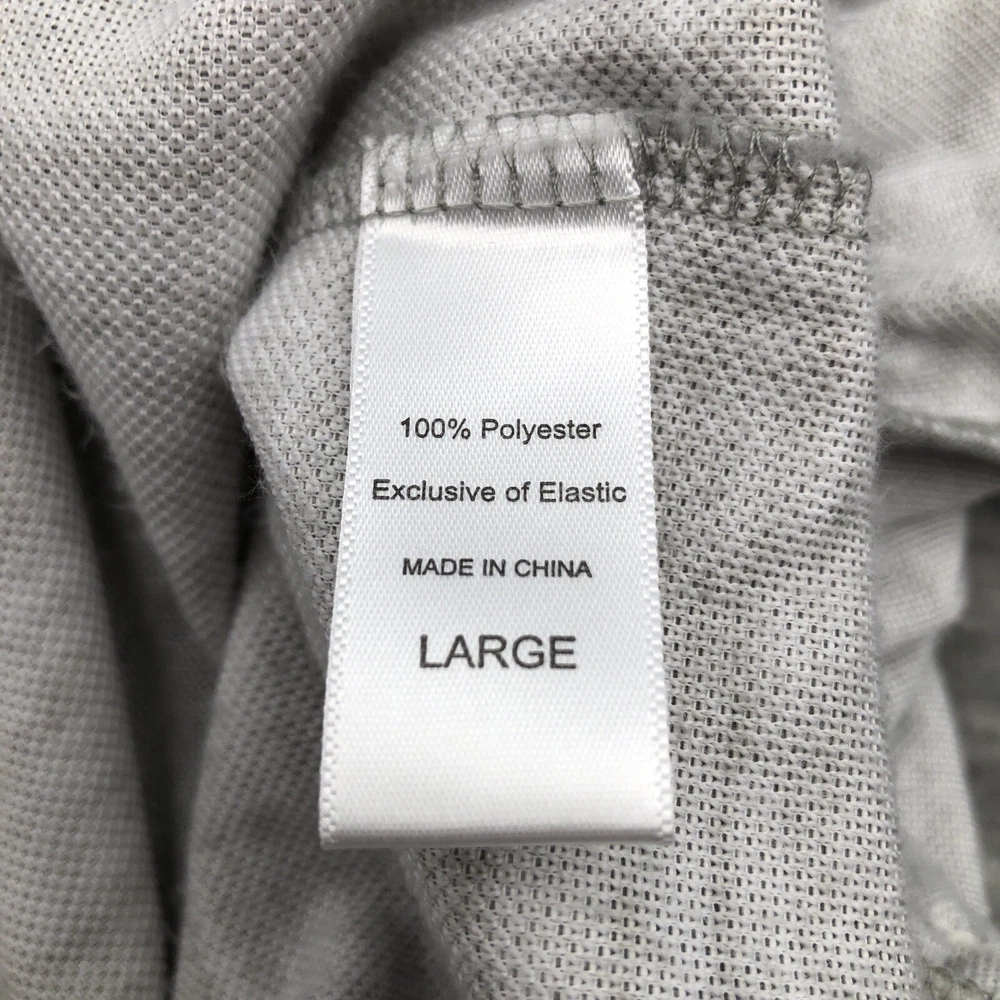 100% Polyester
Exclusive of Elastic
MADE IN CHINA
LARGE